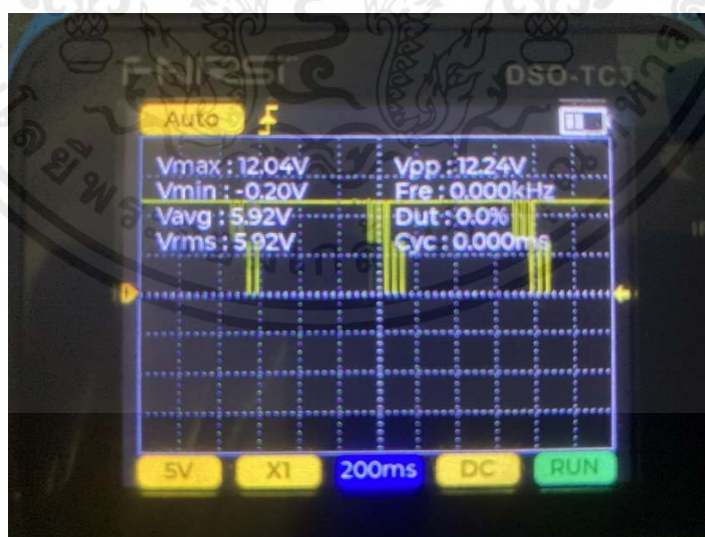 FNIRSI
DSO-TC3
Auto
Vmax : 12.04V
Vpp : 12.24V
Vmin : -0.20V
Fre : 0.000kHz
Vavg : 5.92V
Dut : 0.0%
Vrms : 5.92V
Cyc : 0.000ms
5V
X1
200ms
DC
RUN